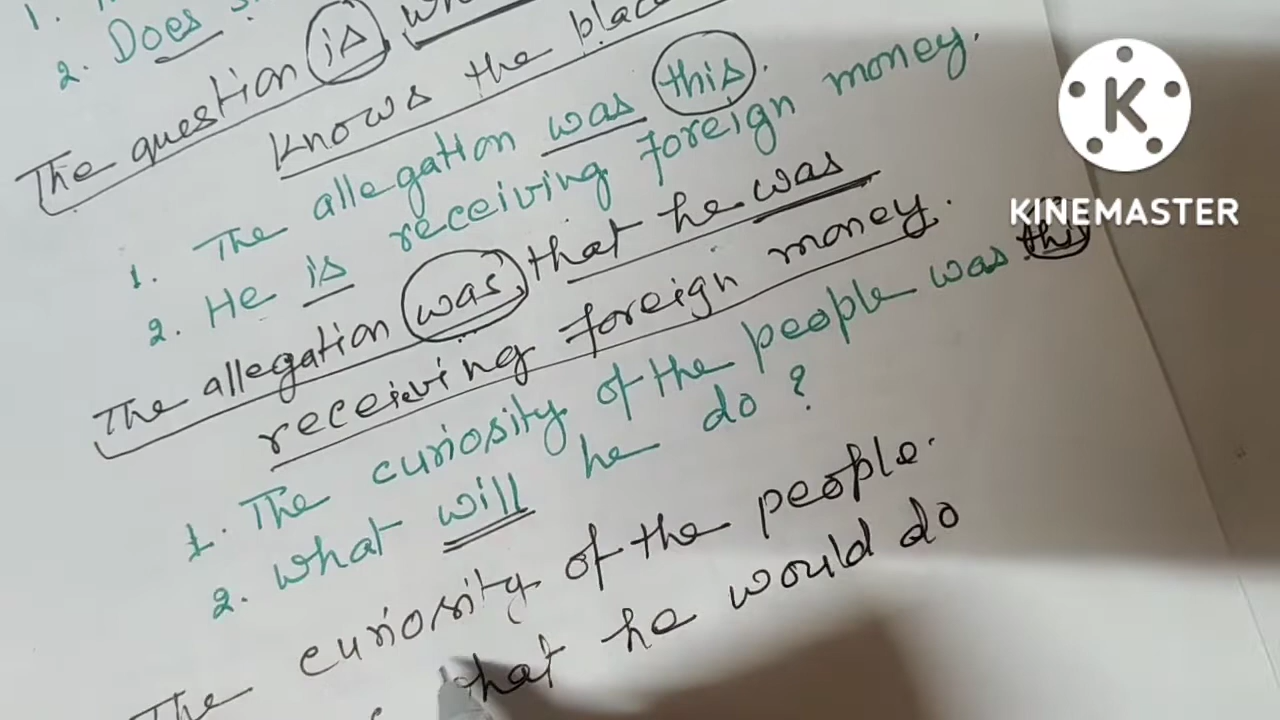 1.
2. Does
The question is
knows the place
1. The allegation was this.
2. He is receiving foreign money.
The allegation was that he was
receiving foreign money.
1. The curiosity of the people was this
2. what will he do ?
The curiosity of the people.
what he would do
K
KINEMASTER